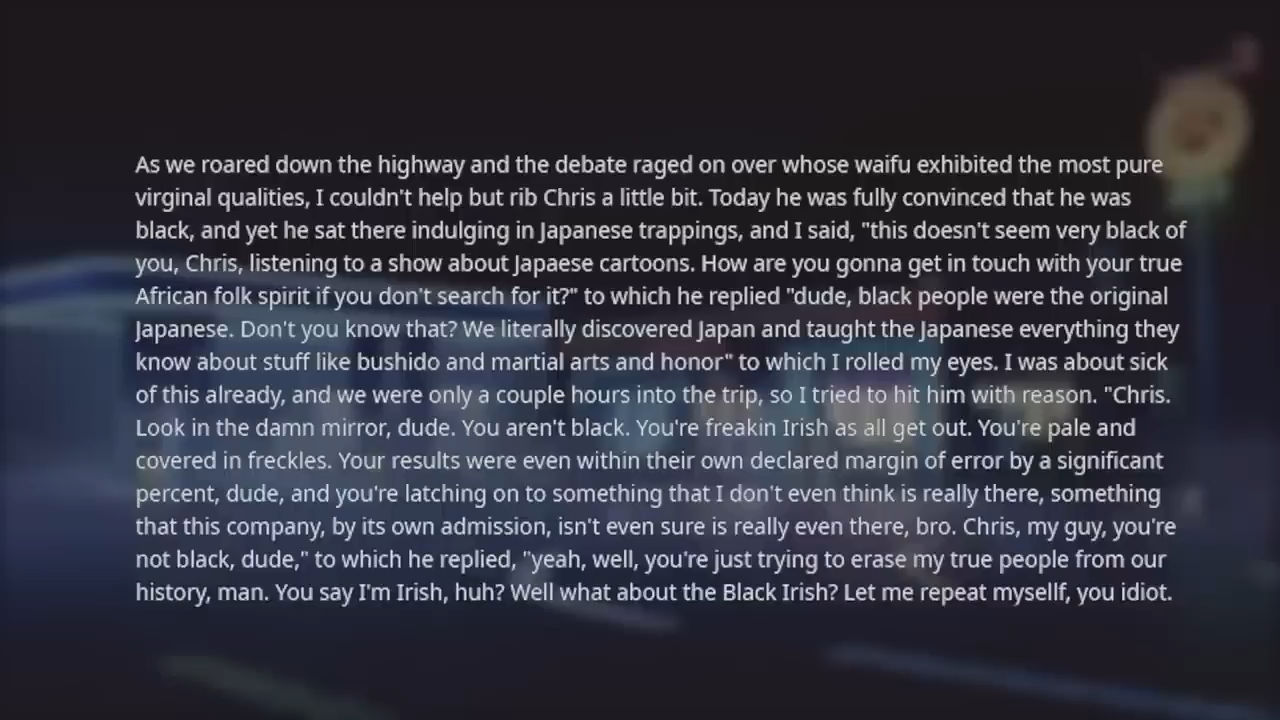 As we roared down the highway and the debate raged on over whose waifu exhibited the most pure
virginal qualities, I couldn't help but rib Chris a little bit. Today he was fully convinced that he was
black, and yet he sat there indulging in Japanese trappings, and I said, "this doesn't seem very black of
you, Chris, listening to a show about Japaese cartoons. How are you gonna get in touch with your true
African folk spirit if you don't search for it?" to which he replied "dude, black people were the original
Japanese. Don't you know that? We literally discovered Japan and taught the Japanese everything they
know about stuff like bushido and martial arts and honor" to which I rolled my eyes. I was about sick
of this already, and we were only a couple hours into the trip, so I tried to hit him with reason. "Chris.
Look in the damn mirror, dude. You aren't black. You're freakin Irish as all get out. You're pale and
covered in freckles. Your results were even within their own declared margin of error by a significant
percent, dude, and you're latching on to something that I don't even think is really there, something
that this company, by its own admission, isn't even sure is really even there, bro. Chris, my guy, you're
not black, dude," to which he replied, "yeah, well, you're just trying to erase my true people from our
history, man. You say I'm Irish, huh? Well what about the Black Irish? Let me repeat mysellf, you idiot.